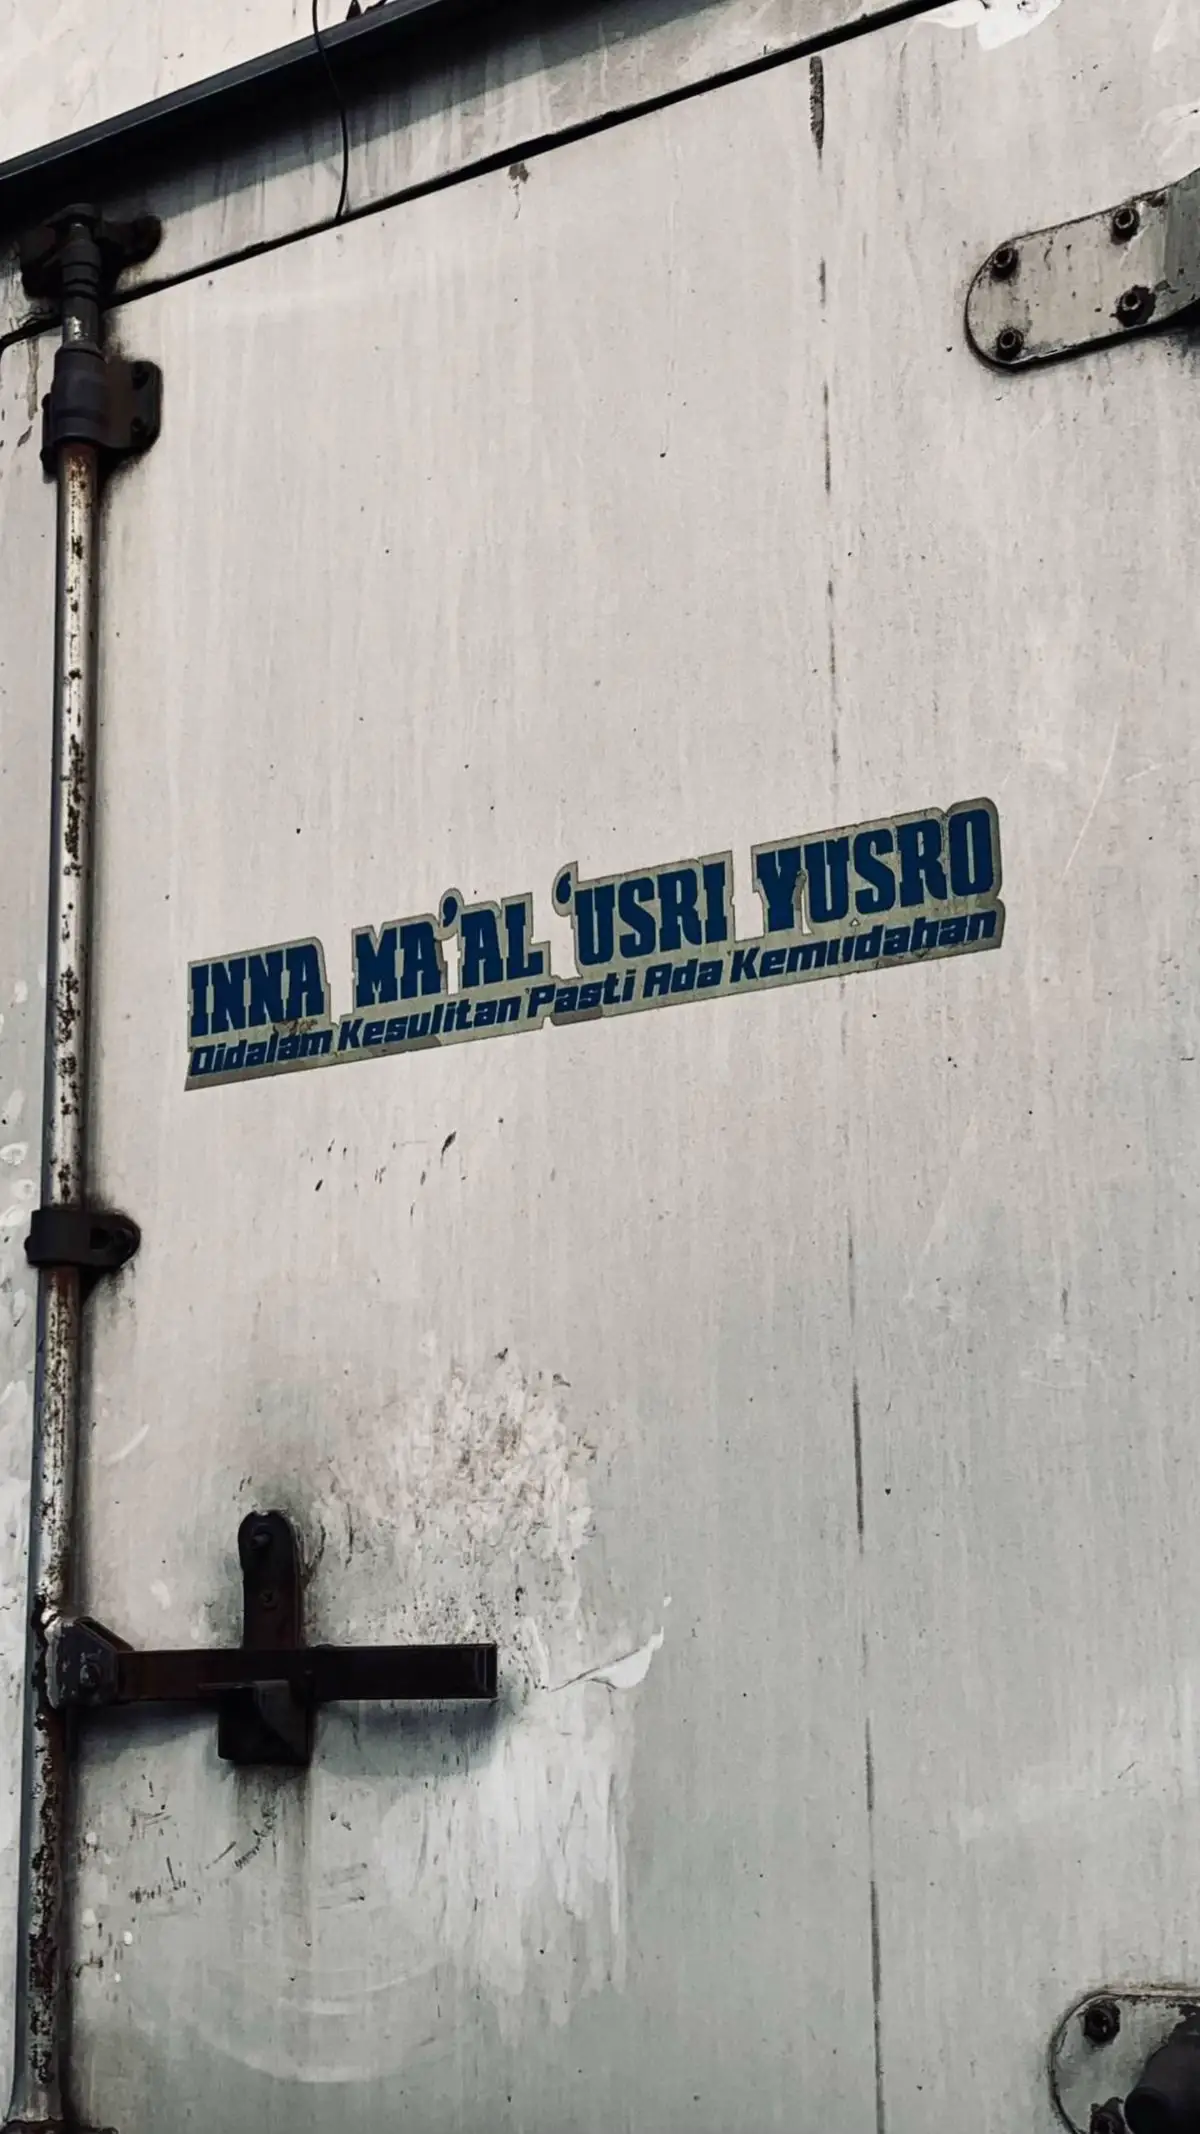 INNA MA'AL 'USRI YUSRO
Didalam Kesulitan Pasti Ada Kemudahan